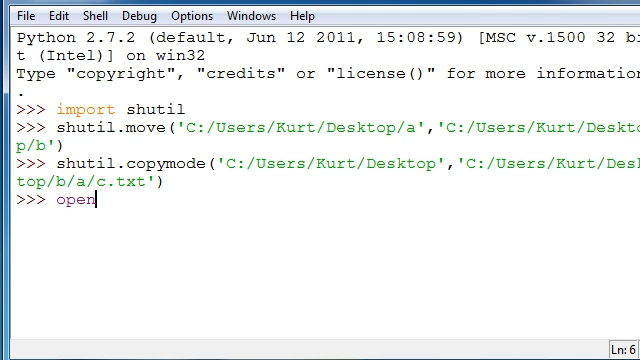 File Edit Shell Debug Options Windows Help
Python 2.7.2 (default, Jun 12 2011, 15:08:59) [MSC v.1500 32 bi
t (Intel)] on win32
Type "copyright", "credits" or "license()" for more information
.
>>> import shutil
>>> shutil.move('C:/Users/Kurt/Desktop/a','C:/Users/Kurt/Deskto
p/b')
>>> shutil.copymode('C:/Users/Kurt/Desktop','C:/Users/Kurt/Desk
top/b/a/c.txt')
>>> open
Ln: 6